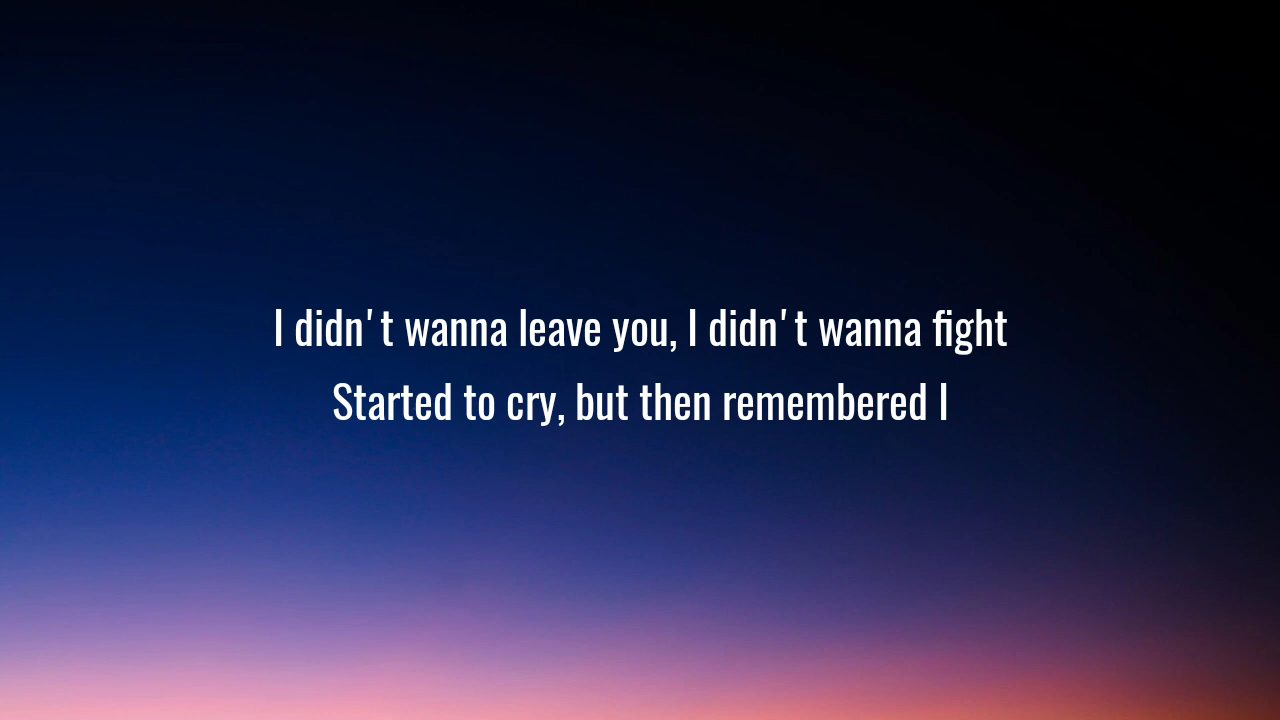 I didn't wanna leave you, I didn't wanna fight
Started to cry, but then remembered I